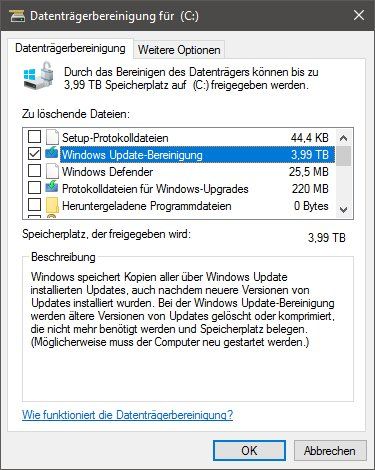 Datenträgerbereinigung für (C:)
Datenträgerbereinigung
Weitere Optionen
Durch das Bereinigen des Datenträgers können bis zu
3,99 TB Speicherplatz auf (C:) freigegeben werden.
Zu löschende Dateien:
Setup-Protokolldateien 44,4 KB
Windows Update-Bereinigung 3,99 TB
Windows Defender 25,5 MB
Protokolldateien für Windows-Upgrades 220 MB
Heruntergeladene Programmdateien 0 Bytes
Speicherplatz, der freigegeben wird: 3,99 TB
Beschreibung
Windows speichert Kopien aller über Windows Update
installierten Updates, auch nachdem neuere Versionen von
Updates installiert wurden. Bei der Windows Update-Bereinigung
werden ältere Versionen von Updates gelöscht oder komprimiert,
die nicht mehr benötigt werden und Speicherplatz belegen.
(Möglicherweise muss der Computer neu gestartet werden.)
Wie funktioniert die Datenträgerbereinigung?
OK
Abbrechen